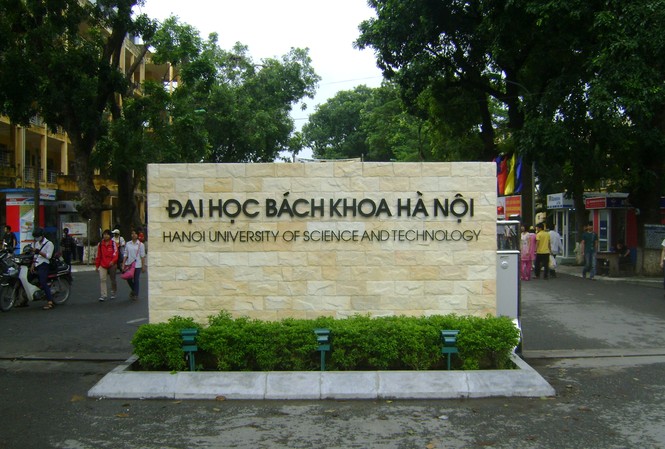 ĐẠI HỌC BÁCH KHOA HÀ NỘI
HANOI UNIVERSITY OF SCIENCE AND TECHNOLOGY